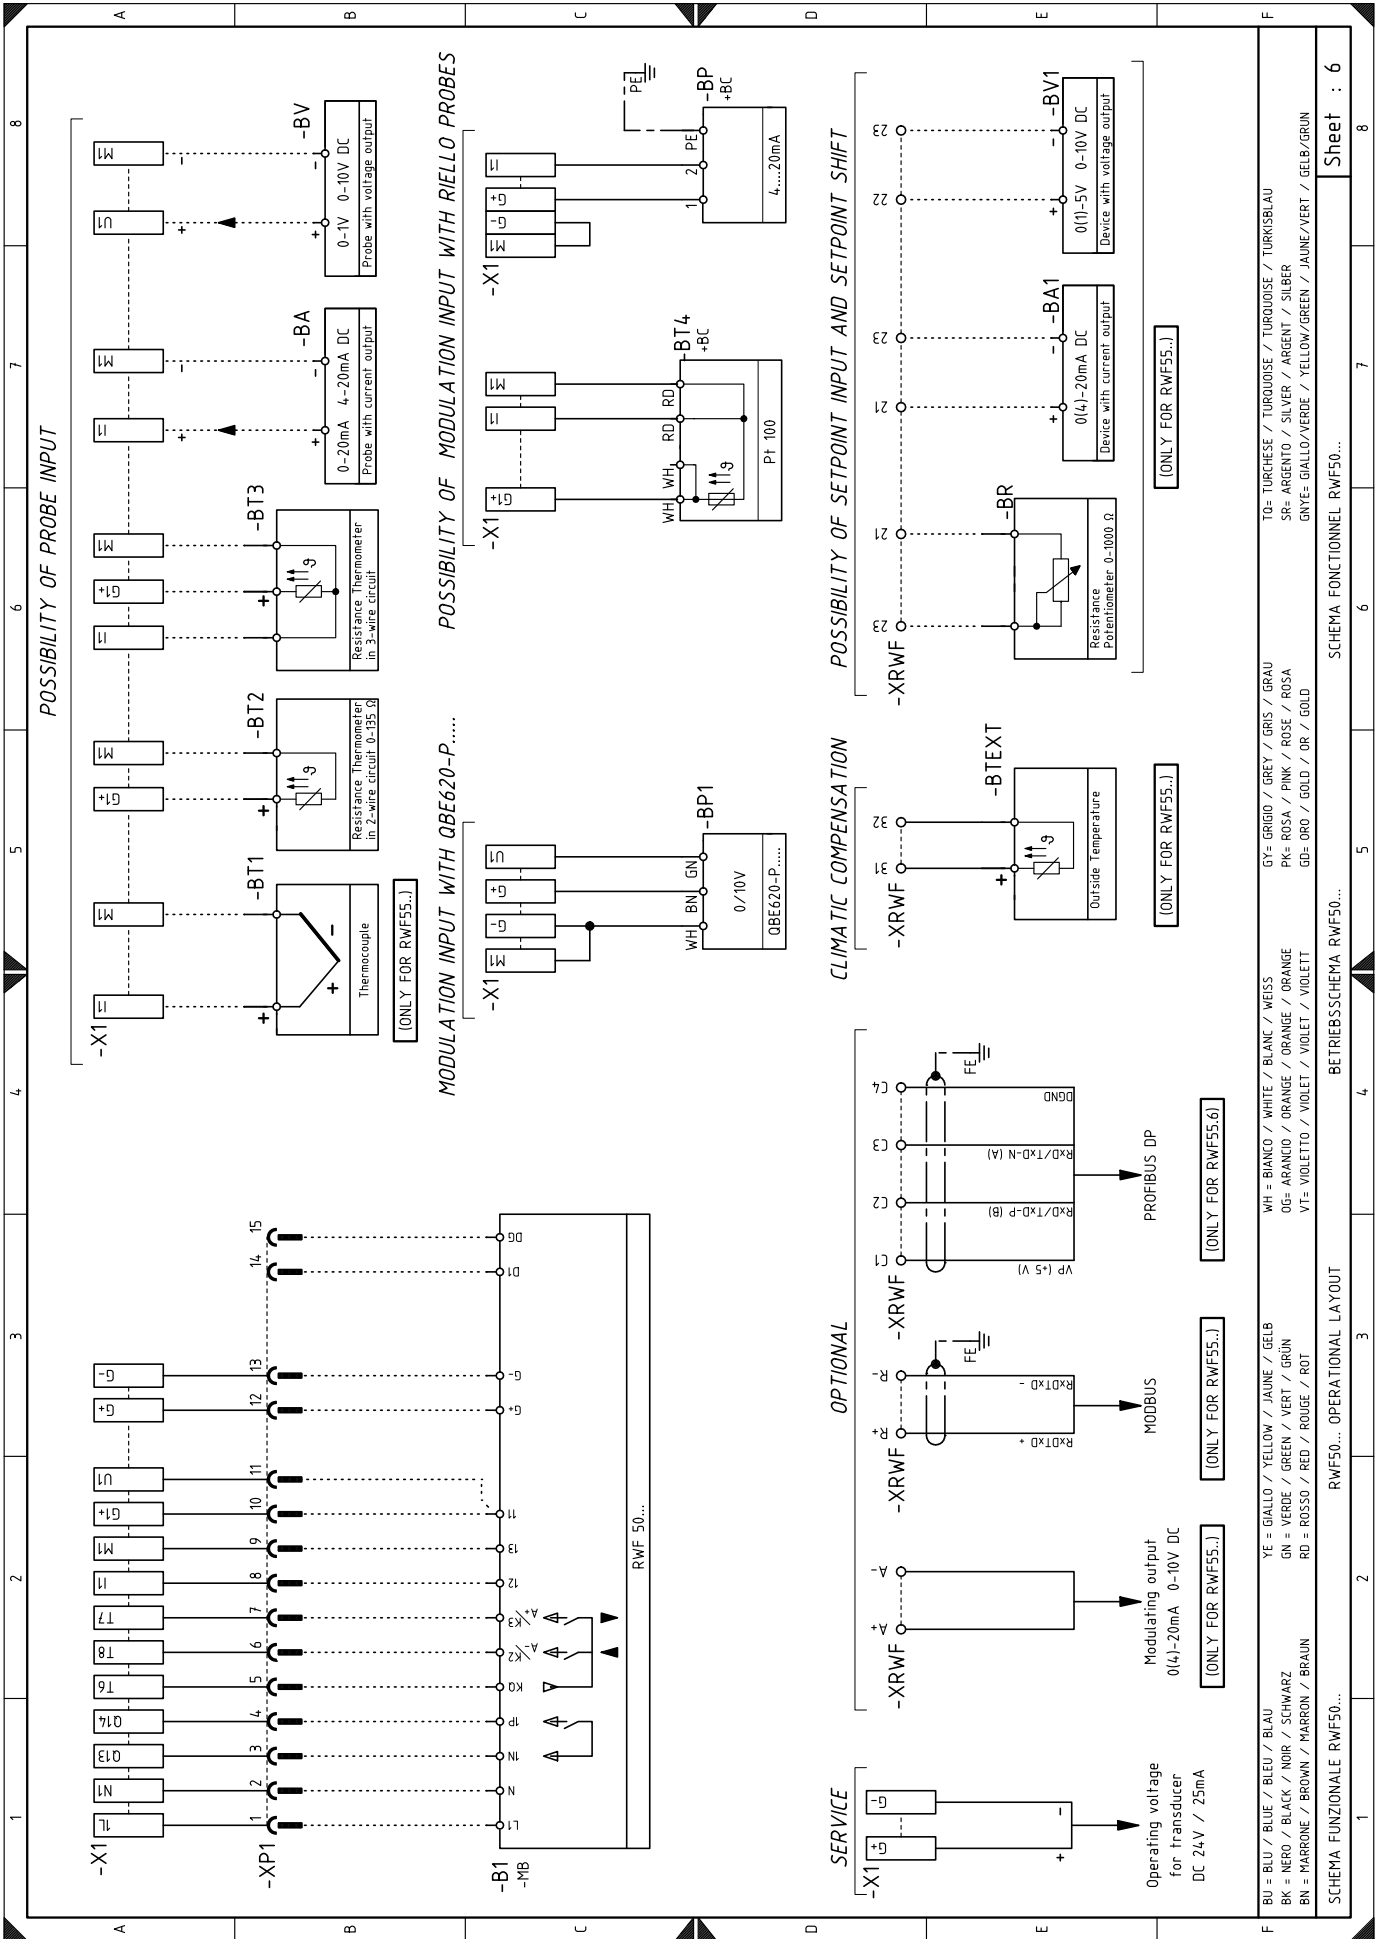 POSSIBILITY OF PROBE INPUT
-X1
1L
N1
Q13
Q14
T6
T8
T7
I1
M1
G1+
U1
G+
G-
-XP1
1
2
3
4
5
6
7
8
9
10
11
12
13
14
15
-B1
-MB
L1
N
1N
1P
KQ
K2/A-
K3/A+
12
13
11
G+
G-
D1
DG
RWF 50...
-X1
I1
M1
-BT1
+
+
-
Thermocouple
(ONLY FOR RWF55..)
G1+
M1
-BT2
+
ϑ
Resistance Thermometer
in 2-wire circuit 0-135 Ω
I1
G1+
M1
-BT3
+
ϑ
Resistance Thermometer
in 3-wire circuit
I1
M1
+
-
-BA
+
-
0-20mA 4-20mA DC
Probe with current output
U1
M1
+
-
-BV
+
-
0-1V 0-10V DC
Probe with voltage output
MODULATION INPUT WITH QBE620-P.....
-X1
M1
G-
G+
U1
-BP1
WH
BN
GN
0/10V
QBE620-P.....
POSSIBILITY OF MODULATION INPUT WITH RIELLO PROBES
-X1
G1+
I1
M1
-BT4
+BC
WH
WH
RD
RD
ϑ
Pt 100
-X1
M1
G-
G+
I1
-BP
+BC
1
2
PE
PE
4....20mA
SERVICE
-X1
G+
G-
+
-
Operating voltage
for transducer
DC 24V / 25mA
OPTIONAL
-XRWF
A+
A-
Modulating output
0(4)-20mA 0-10V DC
(ONLY FOR RWF55..)
-XRWF
R+
R-
FE
RxDTxD +
RxDTxD -
MODBUS
(ONLY FOR RWF55..)
-XRWF
C1
C2
C3
C4
FE
VP (+5 V)
RxD/TxD-P (B)
RxD/TxD-N (A)
DGND
PROFIBUS DP
(ONLY FOR RWF55.6)
CLIMATIC COMPENSATION
-XRWF
31
32
-BTEXT
+
ϑ
Outside Temperature
(ONLY FOR RWF55..)
POSSIBILITY OF SETPOINT INPUT AND SETPOINT SHIFT
-XRWF
23
21
-BR
Resistance
Potentiometer 0-1000 Ω
21
23
-BA1
+
-
0(4)-20mA DC
Device with current output
22
23
-BV1
+
-
0(1)-5V 0-10V DC
Device with voltage output
(ONLY FOR RWF55..)
BU = BLU / BLUE / BLEU / BLAU
BK = NERO / BLACK / NOIR / SCHWARZ
BN = MARRONE / BROWN / MARRON / BRAUN
YE = GIALLO / YELLOW / JAUNE / GELB
GN = VERDE / GREEN / VERT / GRÜN
RD = ROSSO / RED / ROUGE / ROT
WH = BIANCO / WHITE / BLANC / WEISS
OG= ARANCIO / ORANGE / ORANGE / ORANGE
VT= VIOLETTO / VIOLET / VIOLET / VIOLETT
GY= GRIGIO / GREY / GRIS / GRAU
PK= ROSA / PINK / ROSE / ROSA
GD= ORO / GOLD / OR / GOLD
TQ= TURCHESE / TURQUOISE / TURQUOISE / TURKISBLAU
SR= ARGENTO / SILVER / ARGENT / SILBER
GNYE= GIALLO/VERDE / YELLOW/GREEN / JAUNE/VERT / GELB/GRUN
SCHEMA FUNZIONALE RWF50...
RWF50... OPERATIONAL LAYOUT
BETRIEBSSCHEMA RWF50...
SCHEMA FONCTIONNEL RWF50...
Sheet : 6
1
2
3
4
5
6
7
8
1
2
3
4
5
6
7
8
A
B
C
D
E
F
A
B
C
D
E
F